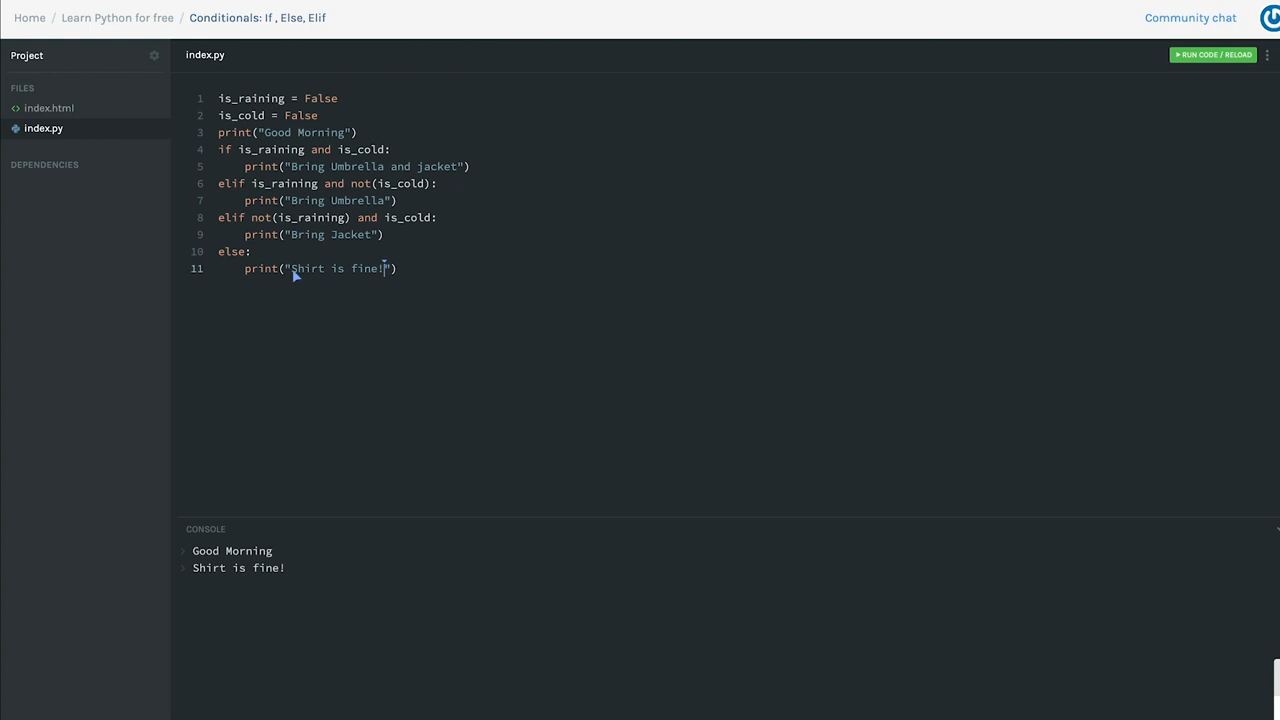 Home / Learn Python for free / Conditionals: If , Else, Elif
Community chat
Project
index.py
RUN CODE / RELOAD
FILES
index.html
index.py
DEPENDENCIES
1 is_raining = False
2 is_cold = False
3 print("Good Morning")
4 if is_raining and is_cold:
5     print("Bring Umbrella and jacket")
6 elif is_raining and not(is_cold):
7     print("Bring Umbrella")
8 elif not(is_raining) and is_cold:
9     print("Bring Jacket")
10 else:
11     print("Shirt is fine!")
CONSOLE
› Good Morning
› Shirt is fine!